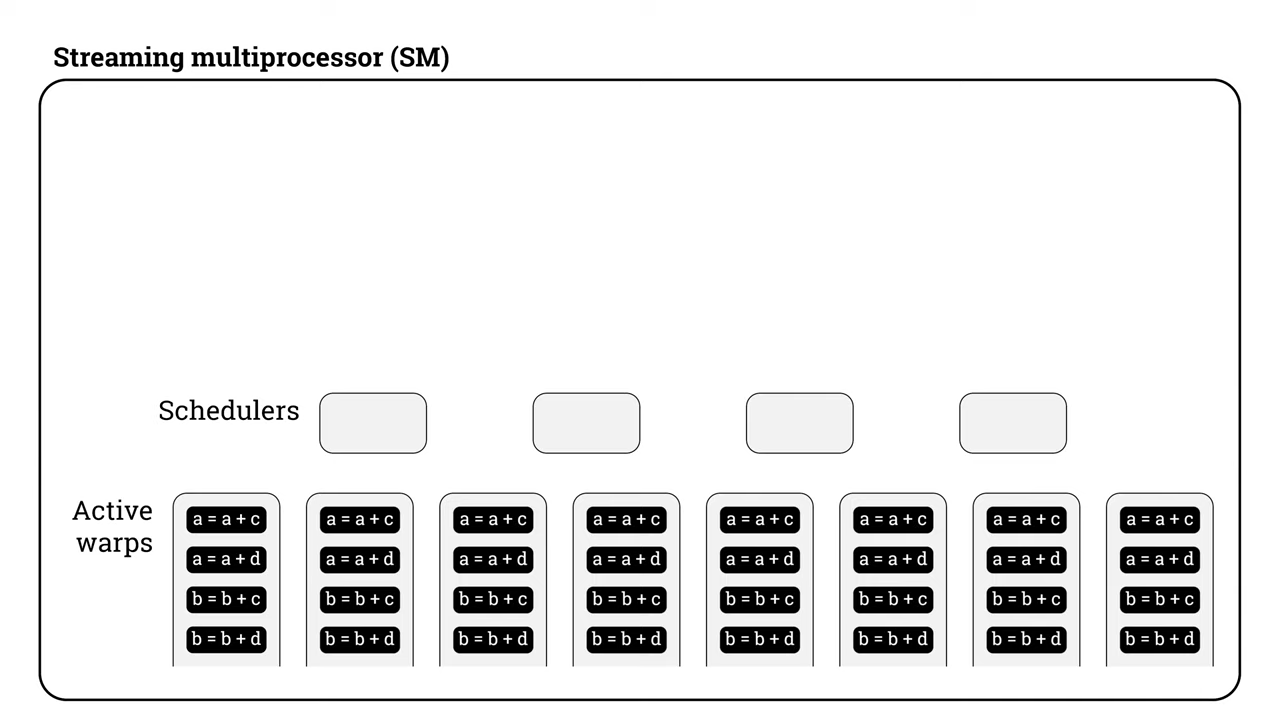 Streaming multiprocessor (SM)
Schedulers
Active
warps
a = a + c a = a + c a = a + c a = a + c a = a + c a = a + c a = a + c a = a + c
a = a + d a = a + d a = a + d a = a + d a = a + d a = a + d a = a + d a = a + d
b = b + c b = b + c b = b + c b = b + c b = b + c b = b + c b = b + c b = b + c
b = b + d b = b + d b = b + d b = b + d b = b + d b = b + d b = b + d b = b + d